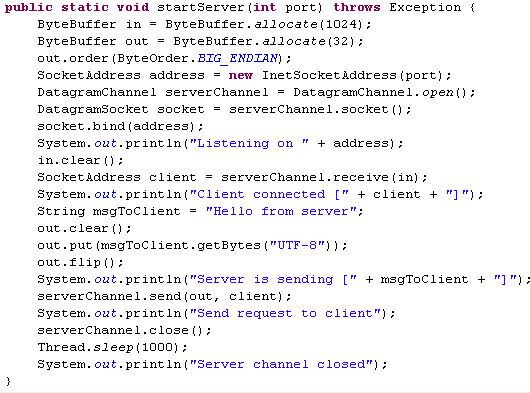 public static void startServer(int port) throws Exception {
    ByteBuffer in = ByteBuffer.allocate(1024);
    ByteBuffer out = ByteBuffer.allocate(32);
    out.order(ByteOrder.BIG_ENDIAN);
    SocketAddress address = new InetSocketAddress(port);
    DatagramChannel serverChannel = DatagramChannel.open();
    DatagramSocket socket = serverChannel.socket();
    socket.bind(address);
    System.out.println("Listening on " + address);
    in.clear();
    SocketAddress client = serverChannel.receive(in);
    System.out.println("Client connected [" + client + "]");
    String msgToClient = "Hello from server";
    out.clear();
    out.put(msgToClient.getBytes("UTF-8"));
    out.flip();
    System.out.println("Server is sending [" + msgToClient + "]");
    serverChannel.send(out, client);
    System.out.println("Send request to client");
    serverChannel.close();
    Thread.sleep(1000);
    System.out.println("Server channel closed");
}